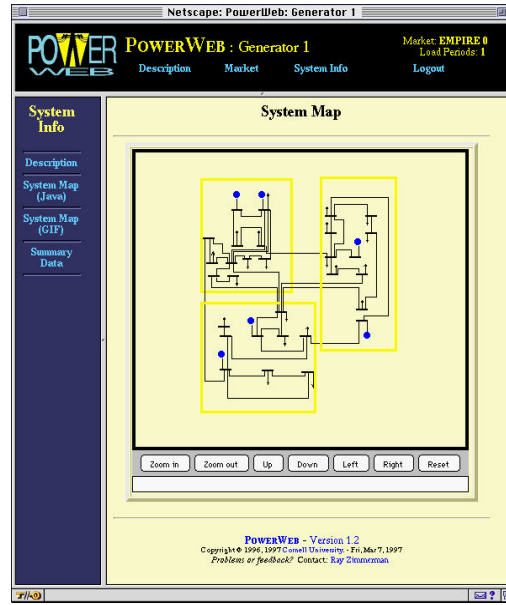 Netscape: PowerWeb: Generator 1
POWER
WEB
POWERWEB : Generator 1
Market: EMPIRE 0
Load Periods: 1
Description Market System Info Logout
System
Info
Description
System Map
(Java)
System Map
(GIF)
Summary
Data
System Map
Zoom in Zoom out Up Down Left Right Reset
POWERWEB - Version 1.2
Copyright © 1996, 1997 Cornell University. - Fri, Mar 7, 1997
Problems or feedback? Contact: Ray Zimmerman